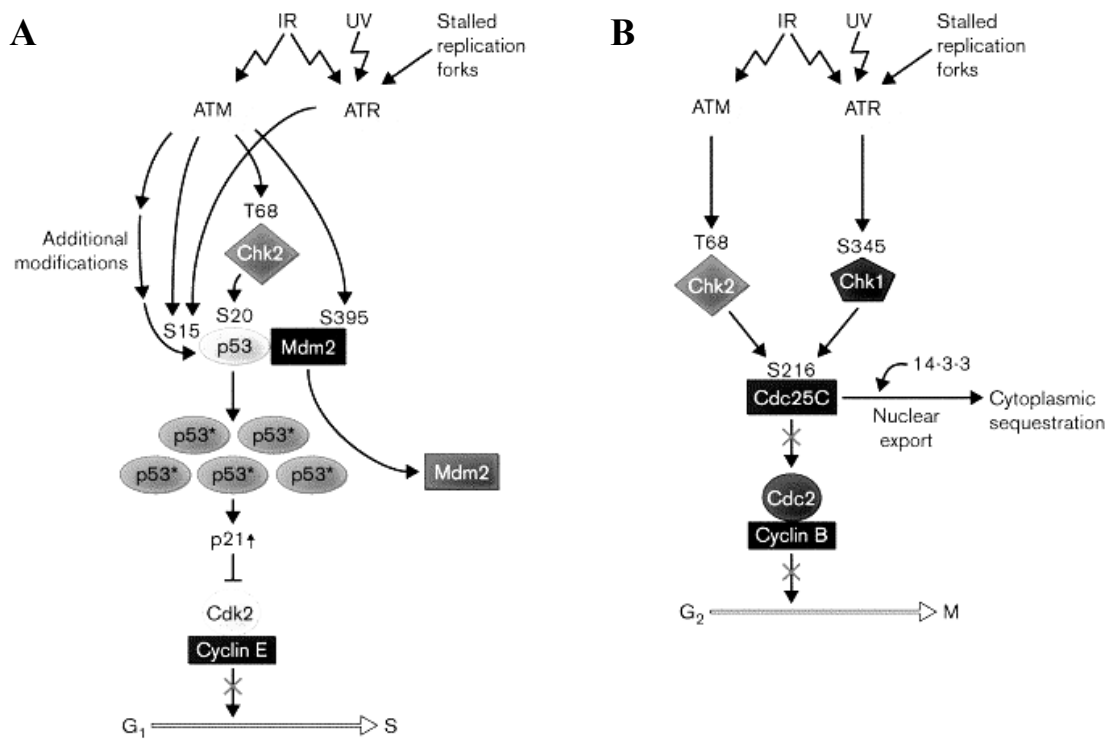 A
IR
UV
Stalled
replication
forks
ATM
ATR
T68
Chk2
Additional
modifications
S15
S20
S395
p53
Mdm2
p53*
p53*
p53*
p53*
p53*
Mdm2
p21
Cdk2
Cyclin E
G1
S
B
IR
UV
Stalled
replication
forks
ATM
ATR
T68
S345
Chk2
Chk1
S216
Cdc25C
14-3-3
Nuclear
export
Cytoplasmic
sequestration
Cdc2
Cyclin B
G2
M